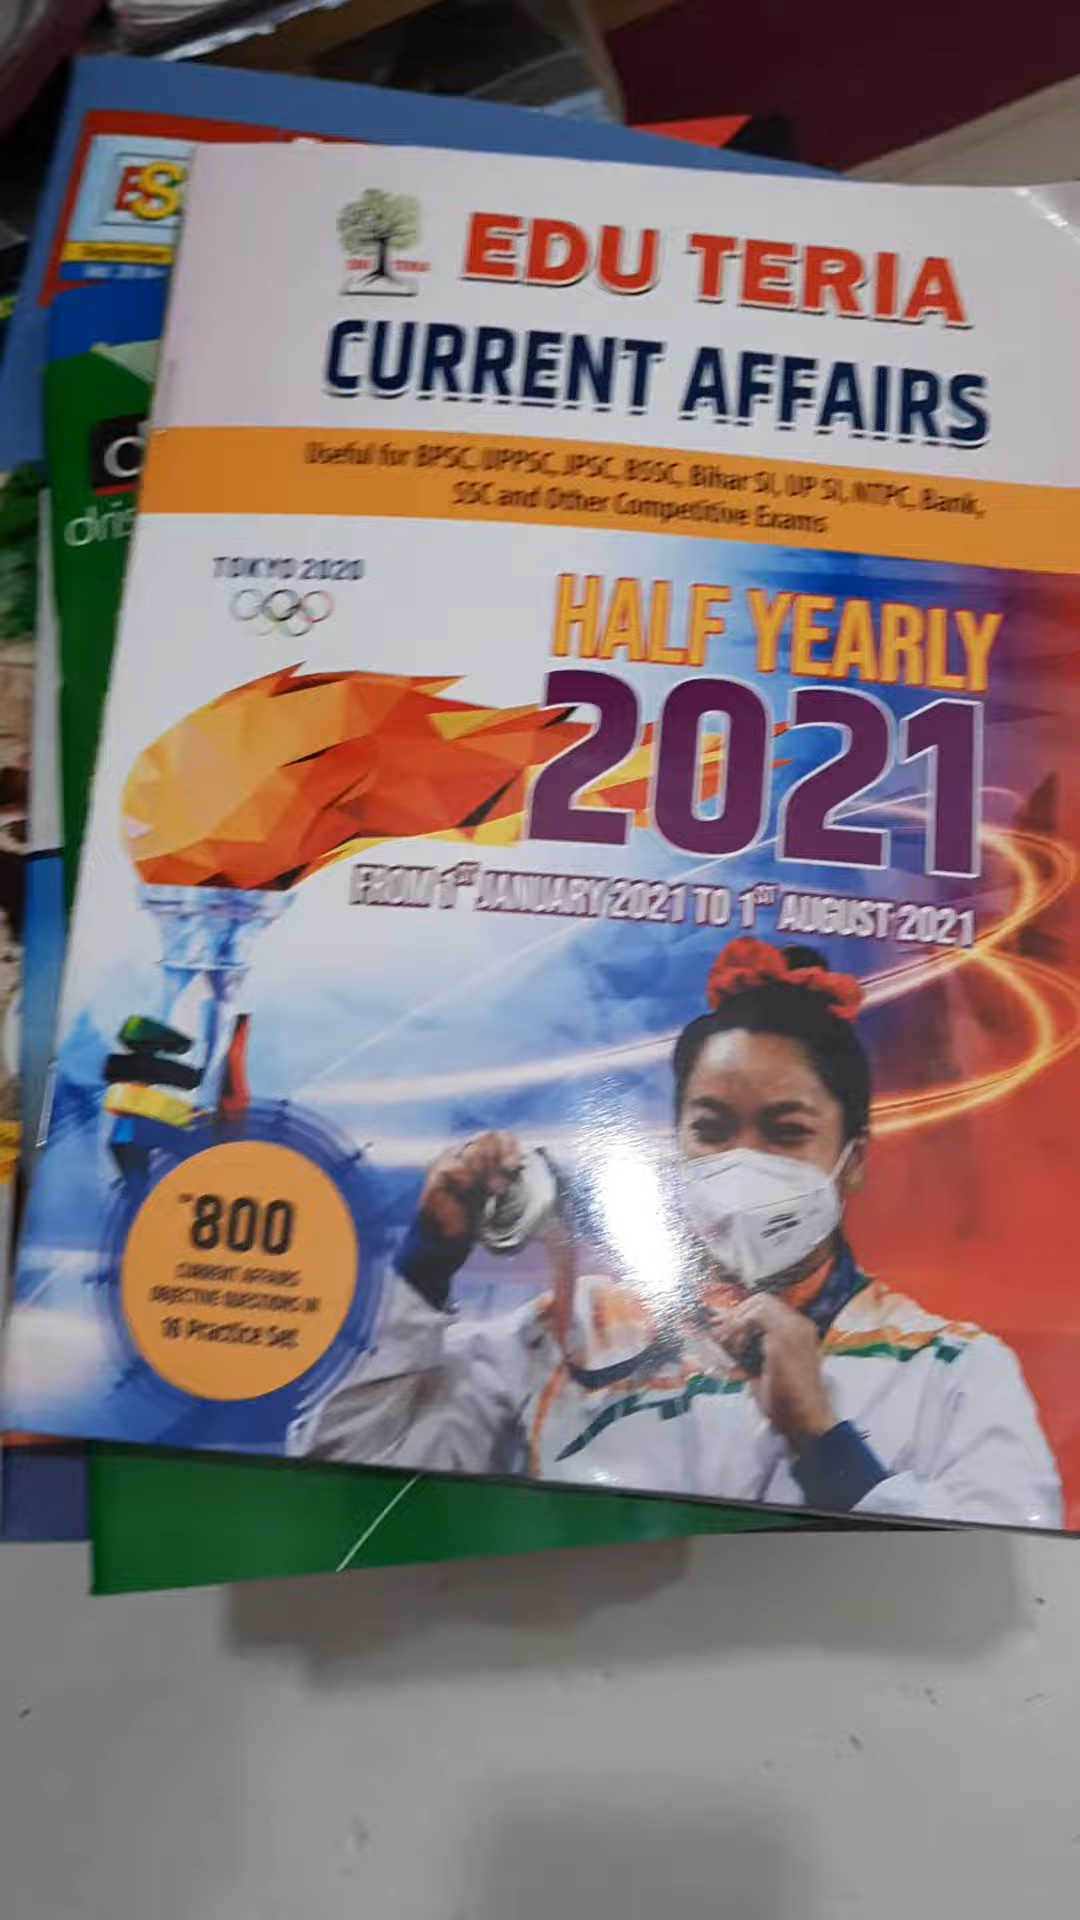 EDU TERIA
EDU TERIA
CURRENT AFFAIRS
Useful for BPSC, UPPSC, JPSC, BSSC, Bihar SI, UP SI, NTPC, Bank,
SSC and Other Competitive Exams
TOKYO 2020
HALF YEARLY
2021
FROM 1ST JANUARY 2021 TO 1ST AUGUST 2021
800
CURRENT AFFAIRS
OBJECTIVE QUESTIONS IN
16 Practice Set